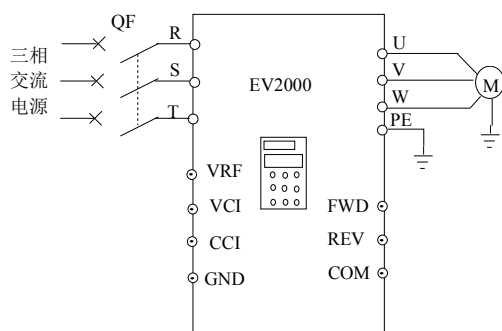 QF
三相
交流
电源
R
S
T
EV2000
U
V
W
PE
M
VRF
VCI
CCI
GND
FWD
REV
COM